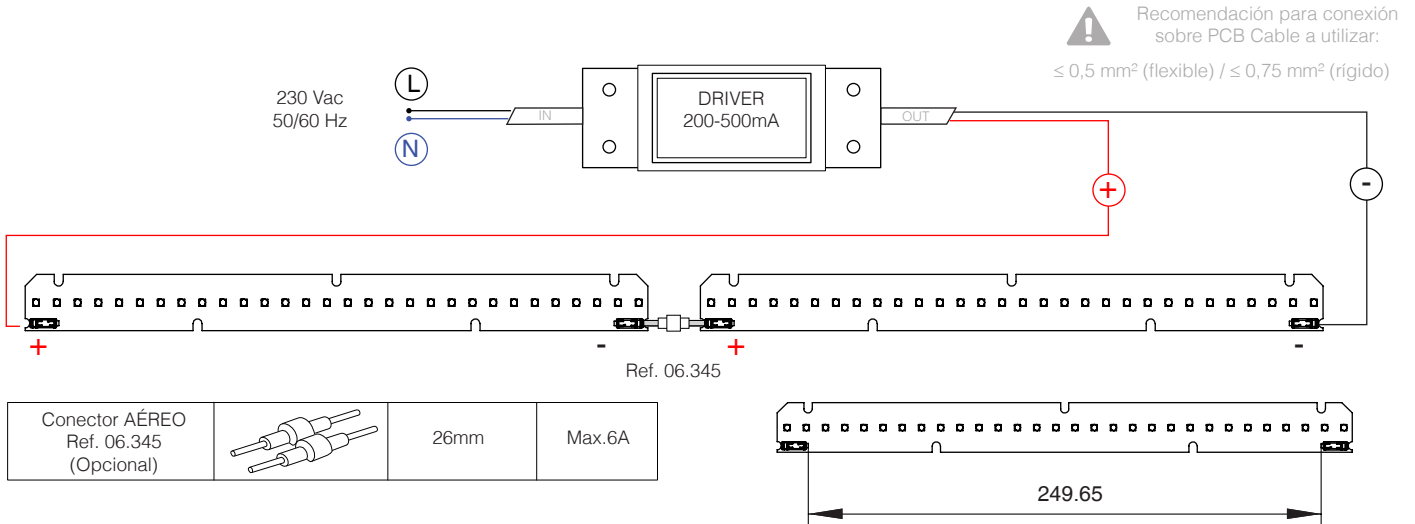 Recomendación para conexión
sobre PCB Cable a utilizar:
≤ 0,5 mm² (flexible) / ≤ 0,75 mm² (rígido)
230 Vac
50/60 Hz
L
N
IN
DRIVER
200-500mA
OUT
+
-
+
-
+
-
Ref. 06.345
Conector AÉREO
Ref. 06.345
(Opcional)
26mm
Max.6A
249.65